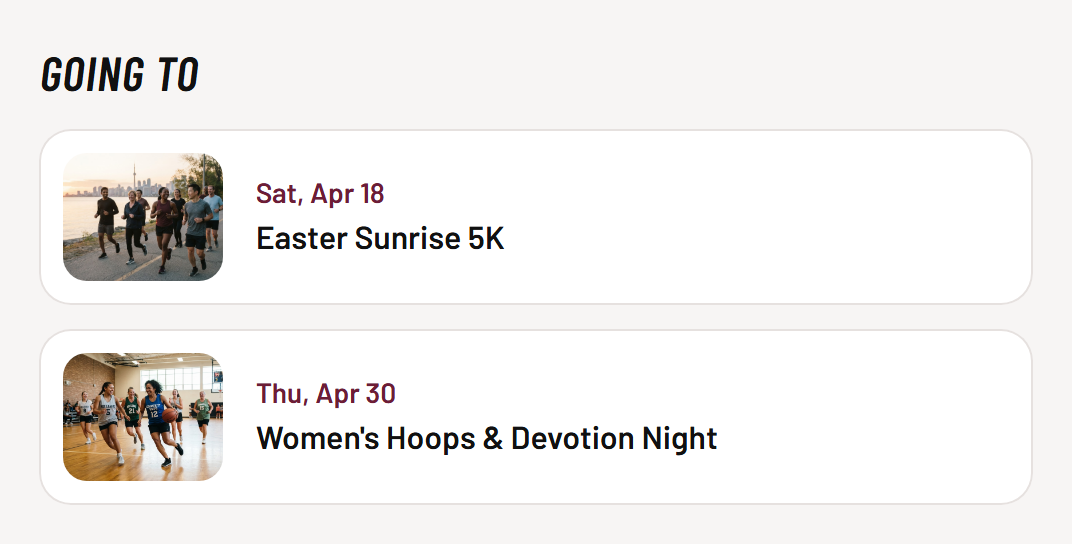 GOING TO
Sat, Apr 18
Easter Sunrise 5K
Thu, Apr 30
Women's Hoops & Devotion Night